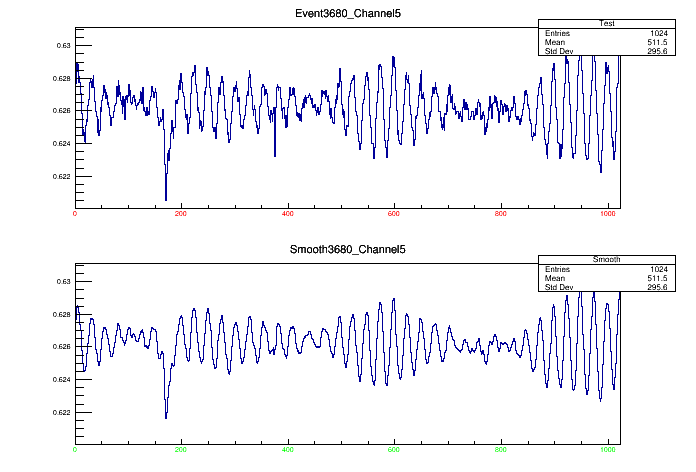 Event3680_Channel5
Test
Entries 1024
Mean 511.5
Std Dev 295.6
0.63
0.628
0.626
0.624
0.622
0 200 400 600 800 1000
Smooth3680_Channel5
Smooth
Entries 1024
Mean 511.5
Std Dev 295.6
0.63
0.628
0.626
0.624
0.622
0 200 400 600 800 1000